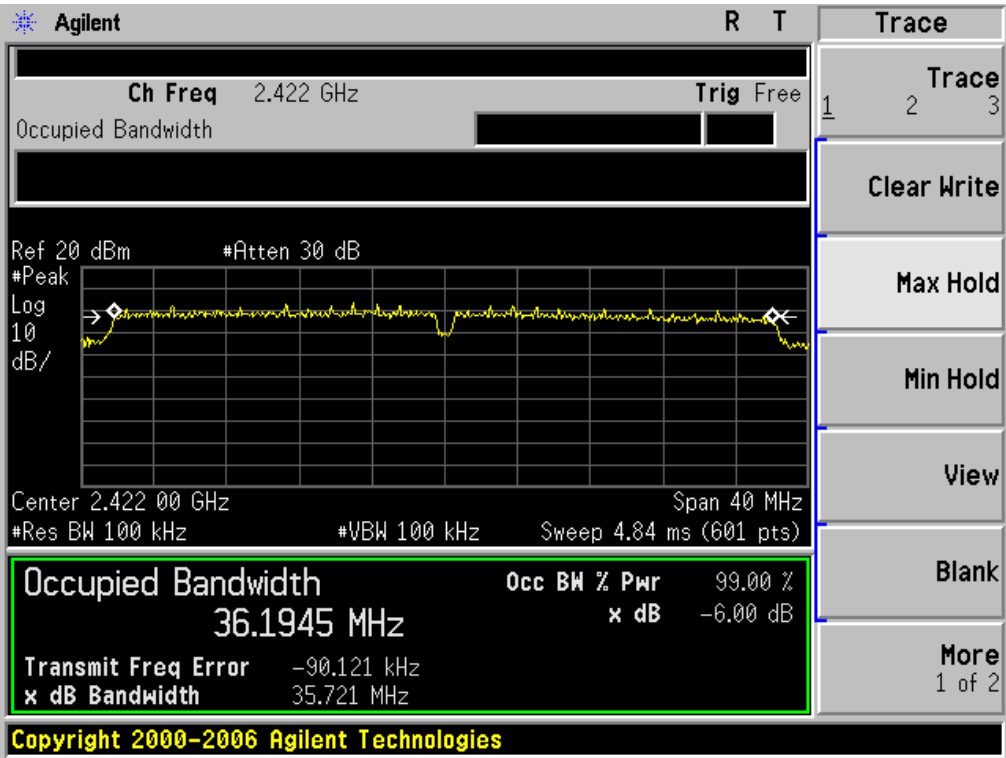 Agilent R T
Trace
Ch Freq 2.422 GHz Trig Free
Occupied Bandwidth
Ref 20 dBm #Atten 30 dB
#Peak
Log
10
dB/
Center 2.422 00 GHz Span 40 MHz
#Res BW 100 kHz #VBW 100 kHz Sweep 4.84 ms (601 pts)
Occupied Bandwidth Occ BW % Pwr 99.00 %
36.1945 MHz x dB -6.00 dB
Transmit Freq Error -90.121 kHz
x dB Bandwidth 35.721 MHz
Copyright 2000-2006 Agilent Technologies
Trace
1 2 3
Clear Write
Max Hold
Min Hold
View
Blank
More
1 of 2